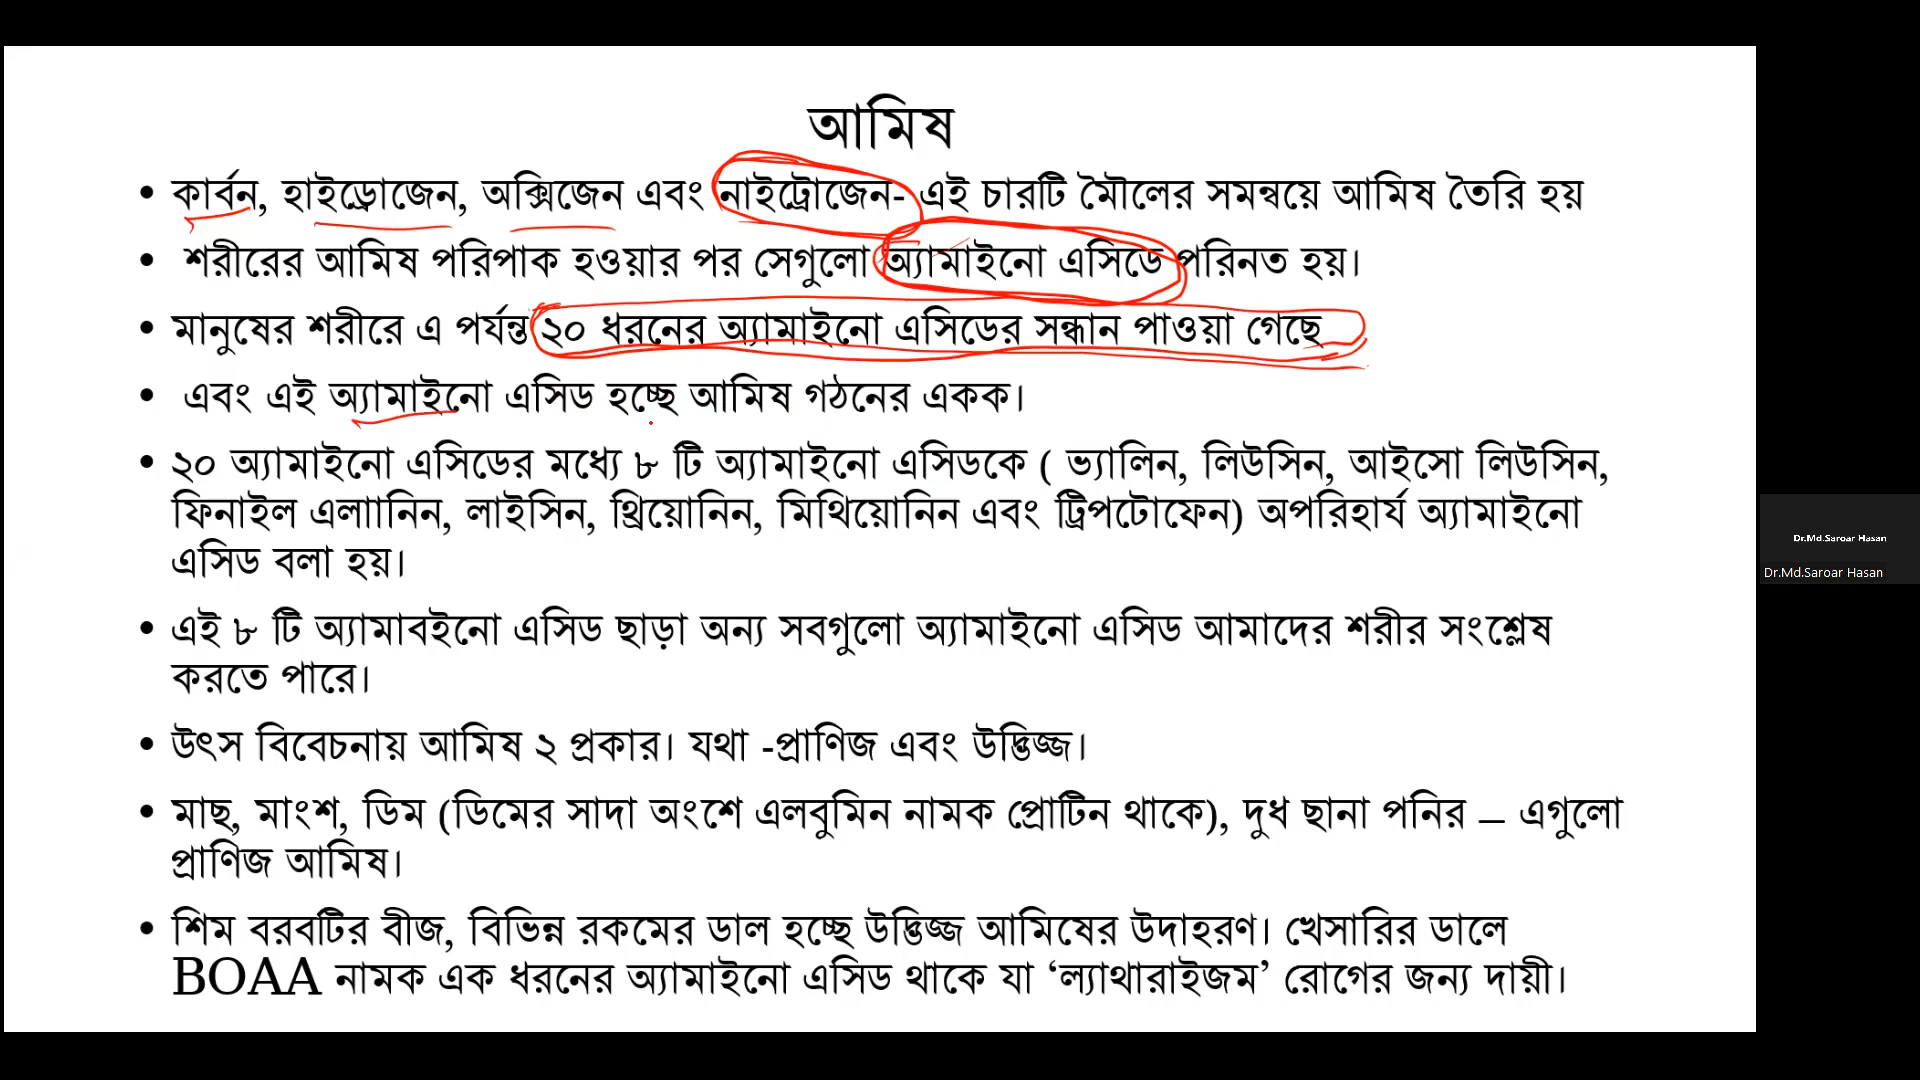 আমিষ
• কার্বন, হাইড্রোজেন, অক্সিজেন এবং নাইট্রোজেন- এই চারটি মৌলের সমন্বয়ে আমিষ তৈরি হয়
• শরীরের আমিষ পরিপাক হওয়ার পর সেগুলো অ্যামাইনো এসিডে পরিনত হয়।
• মানুষের শরীরে এ পর্যন্ত ২০ ধরনের অ্যামাইনো এসিডের সন্ধান পাওয়া গেছে
• এবং এই অ্যামাইনো এসিড হচ্ছে আমিষ গঠনের একক।
• ২০ অ্যামাইনো এসিডের মধ্যে ৮ টি অ্যামাইনো এসিডকে ( ভ্যালিন, লিউসিন, আইসো লিউসিন,
ফিনাইল এলাানিন, লাইসিন, থ্রিয়োনিন, মিথিয়োনিন এবং ট্রিপটোফেন) অপরিহার্য অ্যামাইনো
এসিড বলা হয়।
• এই ৮ টি অ্যামাবইনো এসিড ছাড়া অন্য সবগুলো অ্যামাইনো এসিড আমাদের শরীর সংশ্লেষ
করতে পারে।
• উৎস বিবেচনায় আমিষ ২ প্রকার। যথা -প্রাণিজ এবং উদ্ভিজ্জ।
• মাছ, মাংশ, ডিম (ডিমের সাদা অংশে এলবুমিন নামক প্রোটিন থাকে), দুধ ছানা পনির – এগুলো
প্রাণিজ আমিষ।
• শিম বরবটির বীজ, বিভিন্ন রকমের ডাল হচ্ছে উদ্ভিজ্জ আমিষের উদাহরণ। খেসারির ডালে
BOAA নামক এক ধরনের অ্যামাইনো এসিড থাকে যা ‘ল্যাথারাইজম’ রোগের জন্য দায়ী।
Dr.Md.Saroar Hasan
Dr.Md.Saroar Hasan